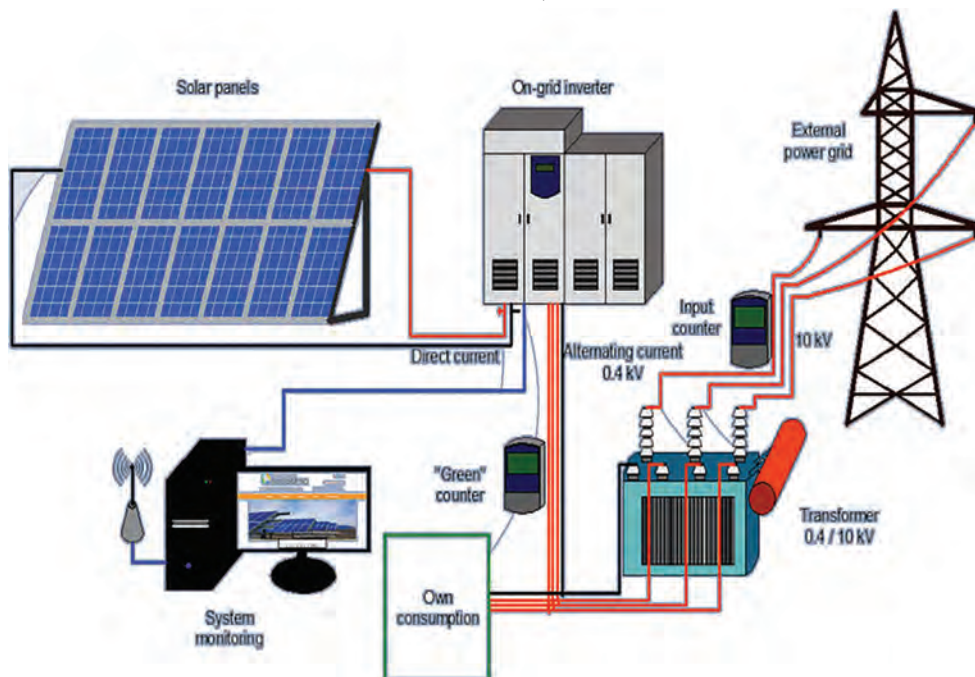 Solar panels
On-grid inverter
External
power grid
Input
counter
10 kV
Direct current
Alternating current
0.4 kV
"Green"
counter
Transformer
0.4 / 10 kV
Own
consumption
System
monitoring